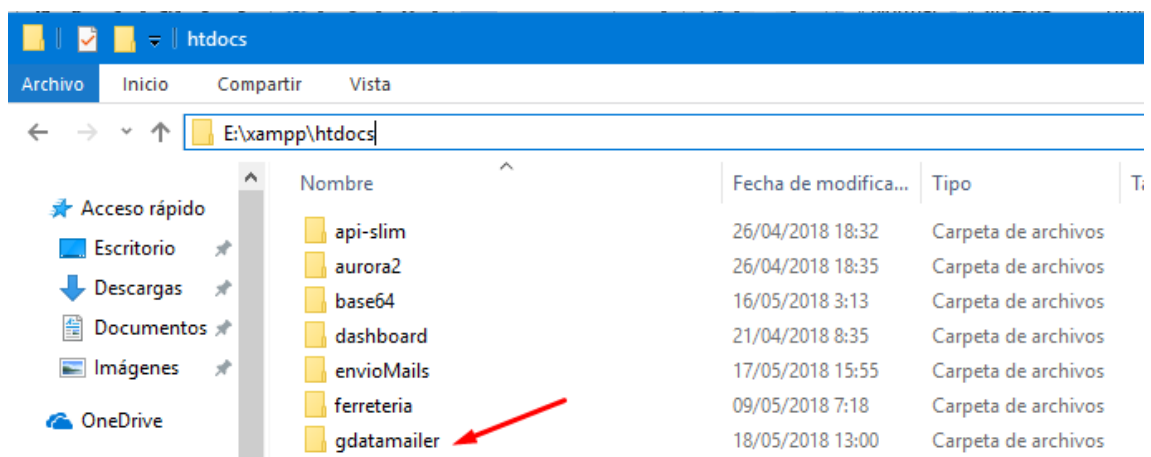 htdocs
Archivo Inicio Compartir Vista
E:\xampp\htdocs
Nombre Fecha de modifica... Tipo
Acceso rápido
Escritorio
Descargas
Documentos
Imágenes
OneDrive
api-slim 26/04/2018 18:32 Carpeta de archivos
aurora2 26/04/2018 18:35 Carpeta de archivos
base64 16/05/2018 3:13 Carpeta de archivos
dashboard 21/04/2018 8:35 Carpeta de archivos
envioMails 17/05/2018 15:55 Carpeta de archivos
ferreteria 09/05/2018 7:18 Carpeta de archivos
gdatamailer 18/05/2018 13:00 Carpeta de archivos